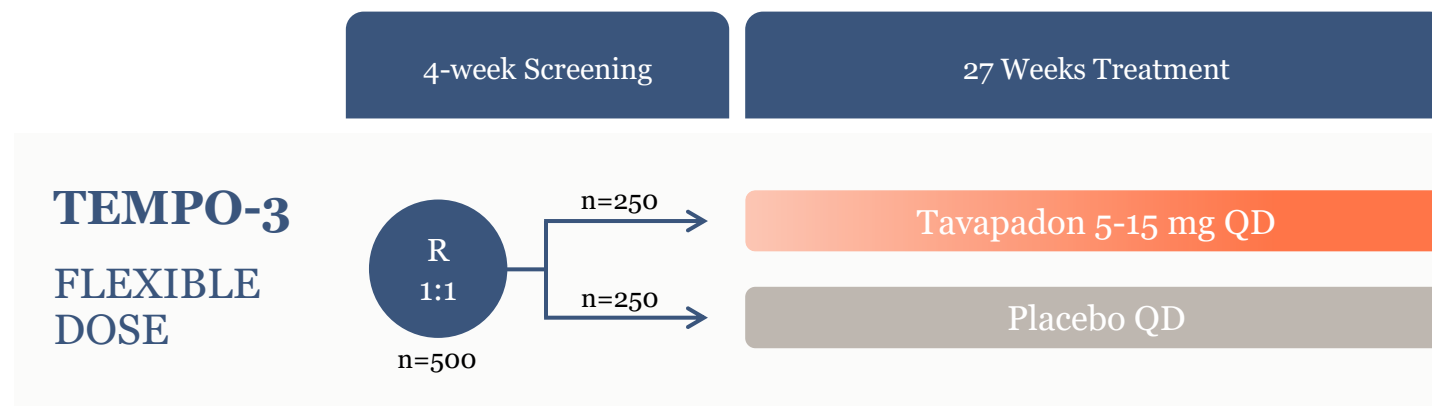 4-week Screening
27 Weeks Treatment
TEMPO-3
FLEXIBLE
DOSE
R
1:1
n=500
n=250
n=250
Tavapadon 5-15 mg QD
Placebo QD